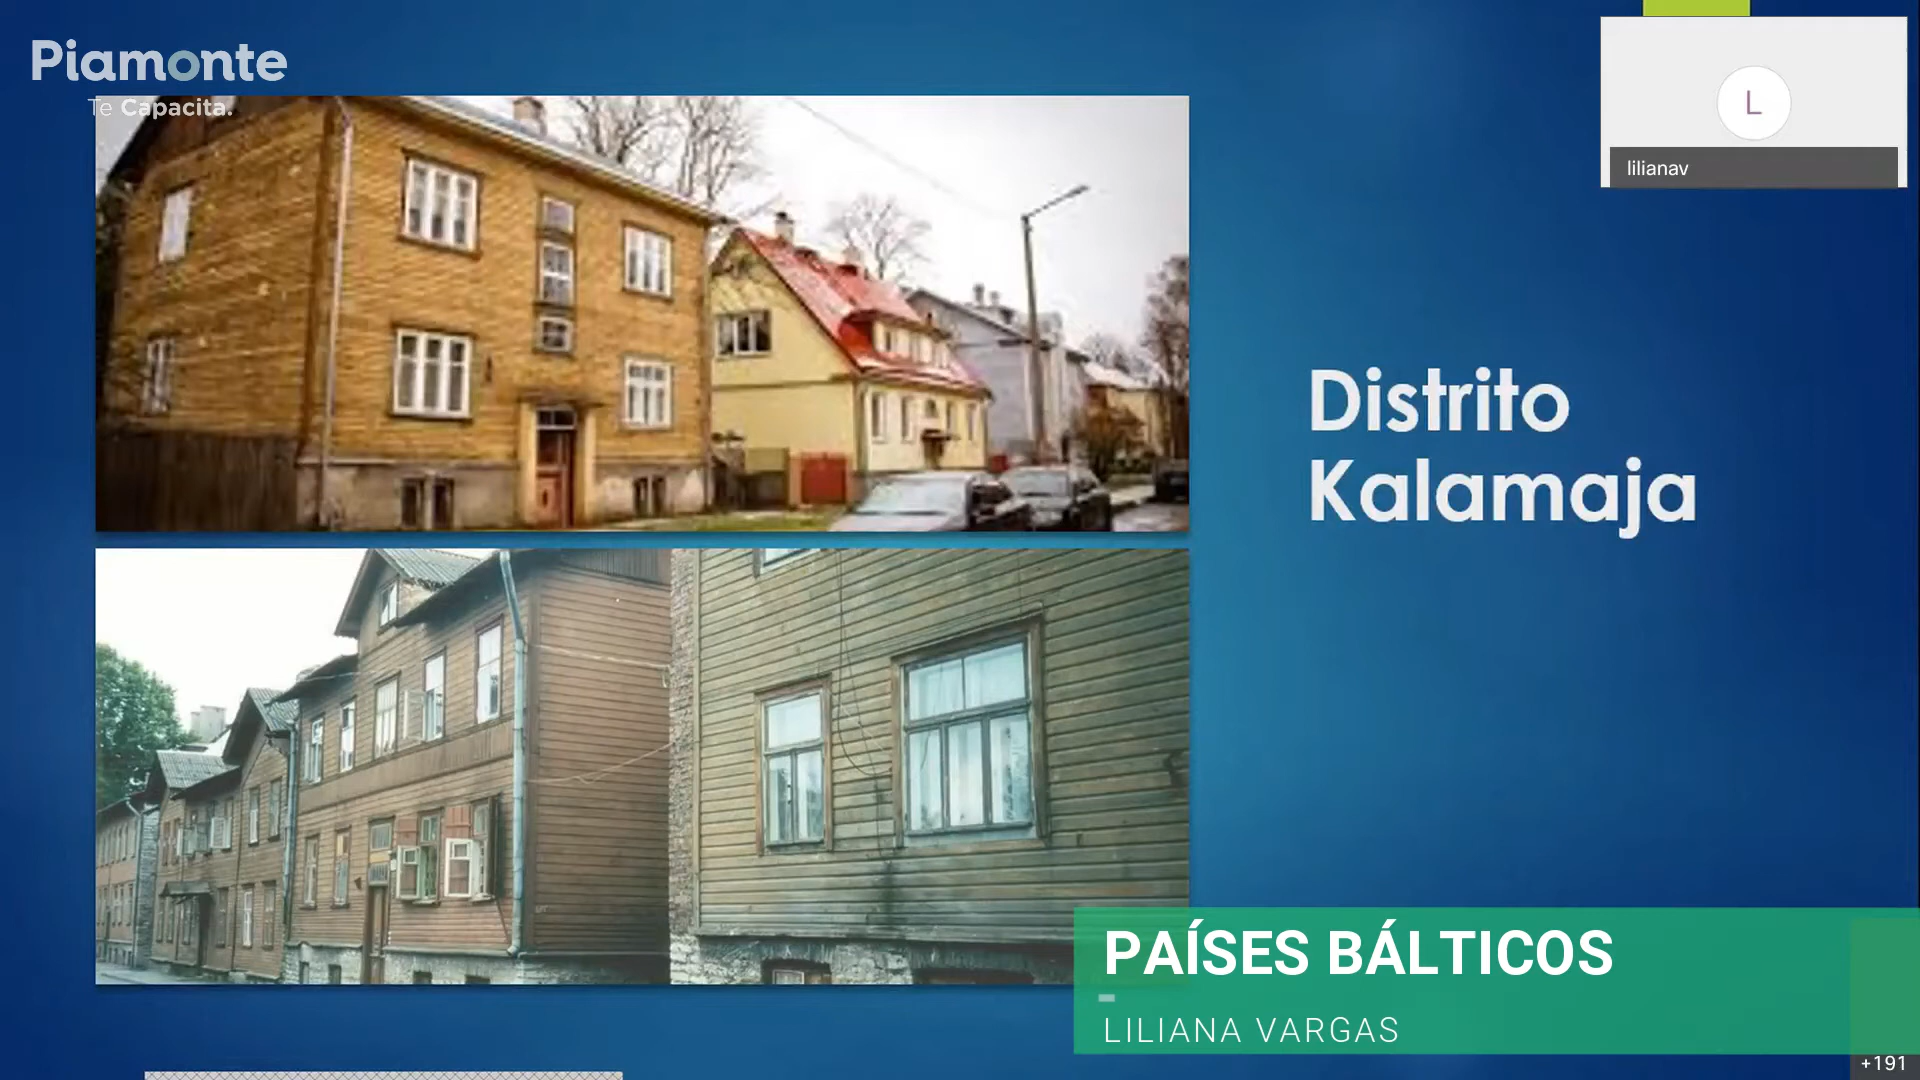 Piamonte
Te Capacita.
L
lilianav
Distrito
Kalamaja
PAÍSES BÁLTICOS
LILIANA VARGAS
+191